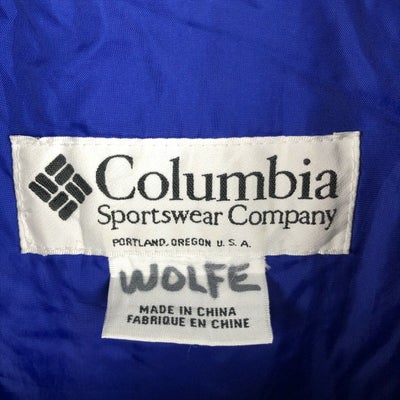 Columbia
Sportswear Company
PORTLAND, OREGON U. S. A.
WOLFE
MADE IN CHINA
FABRIQUE EN CHINE